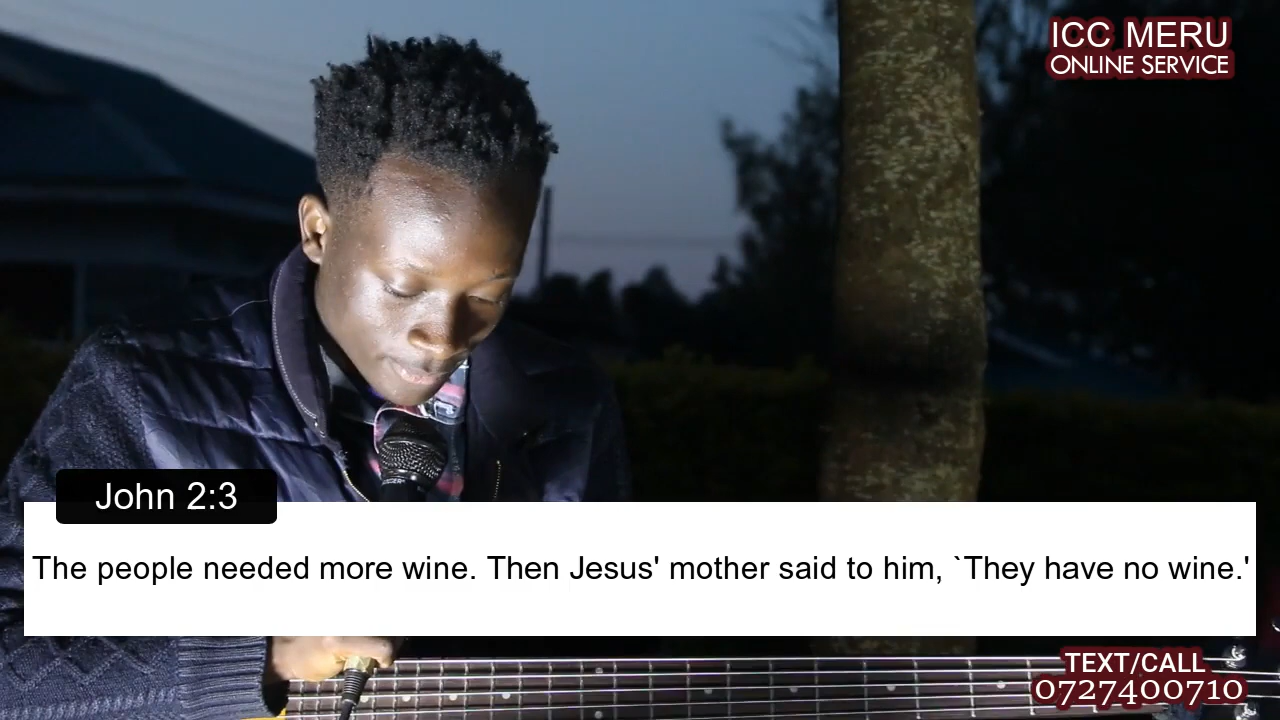 ICC MERU
ONLINE SERVICE
John 2:3
The people needed more wine. Then Jesus' mother said to him, `They have no wine.'
TEXT/CALL
0727400710